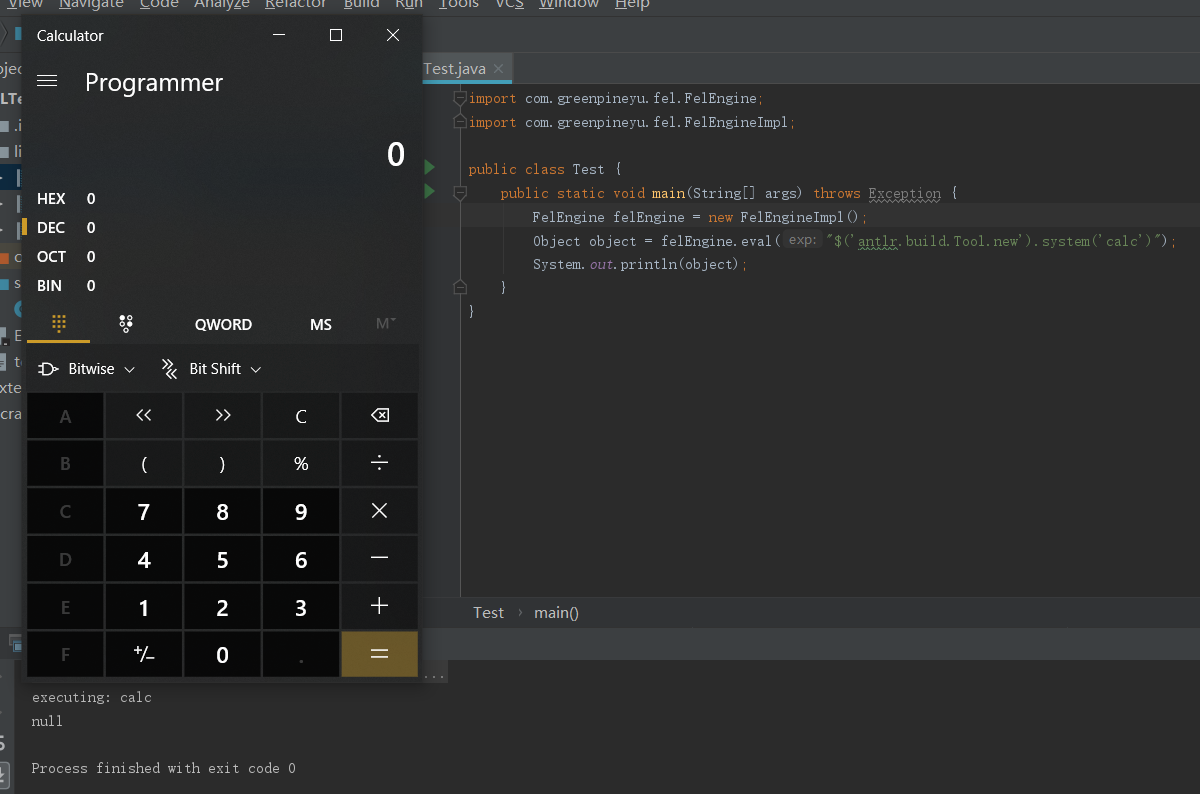 View Navigate Code Analyze Refactor Build Run Tools VCS Window Help
Calculator
Programmer
0
HEX 0
DEC 0
OCT 0
BIN 0
QWORD MS M
Bitwise Bit Shift
A << >> C
B ( ) % ÷
C 7 8 9 ×
D 4 5 6 −
E 1 2 3 +
F +/− 0 . =
Test.java
import com.greenpineyu.fel.FelEngine;
import com.greenpineyu.fel.FelEngineImpl;
public class Test {
public static void main(String[] args) throws Exception {
FelEngine felEngine = new FelEngineImpl();
Object object = felEngine.eval( exp: "$('antlr.build.Tool.new').system('calc')");
System.out.println(object);
}
}
Test › main()
...
executing: calc
null
Process finished with exit code 0